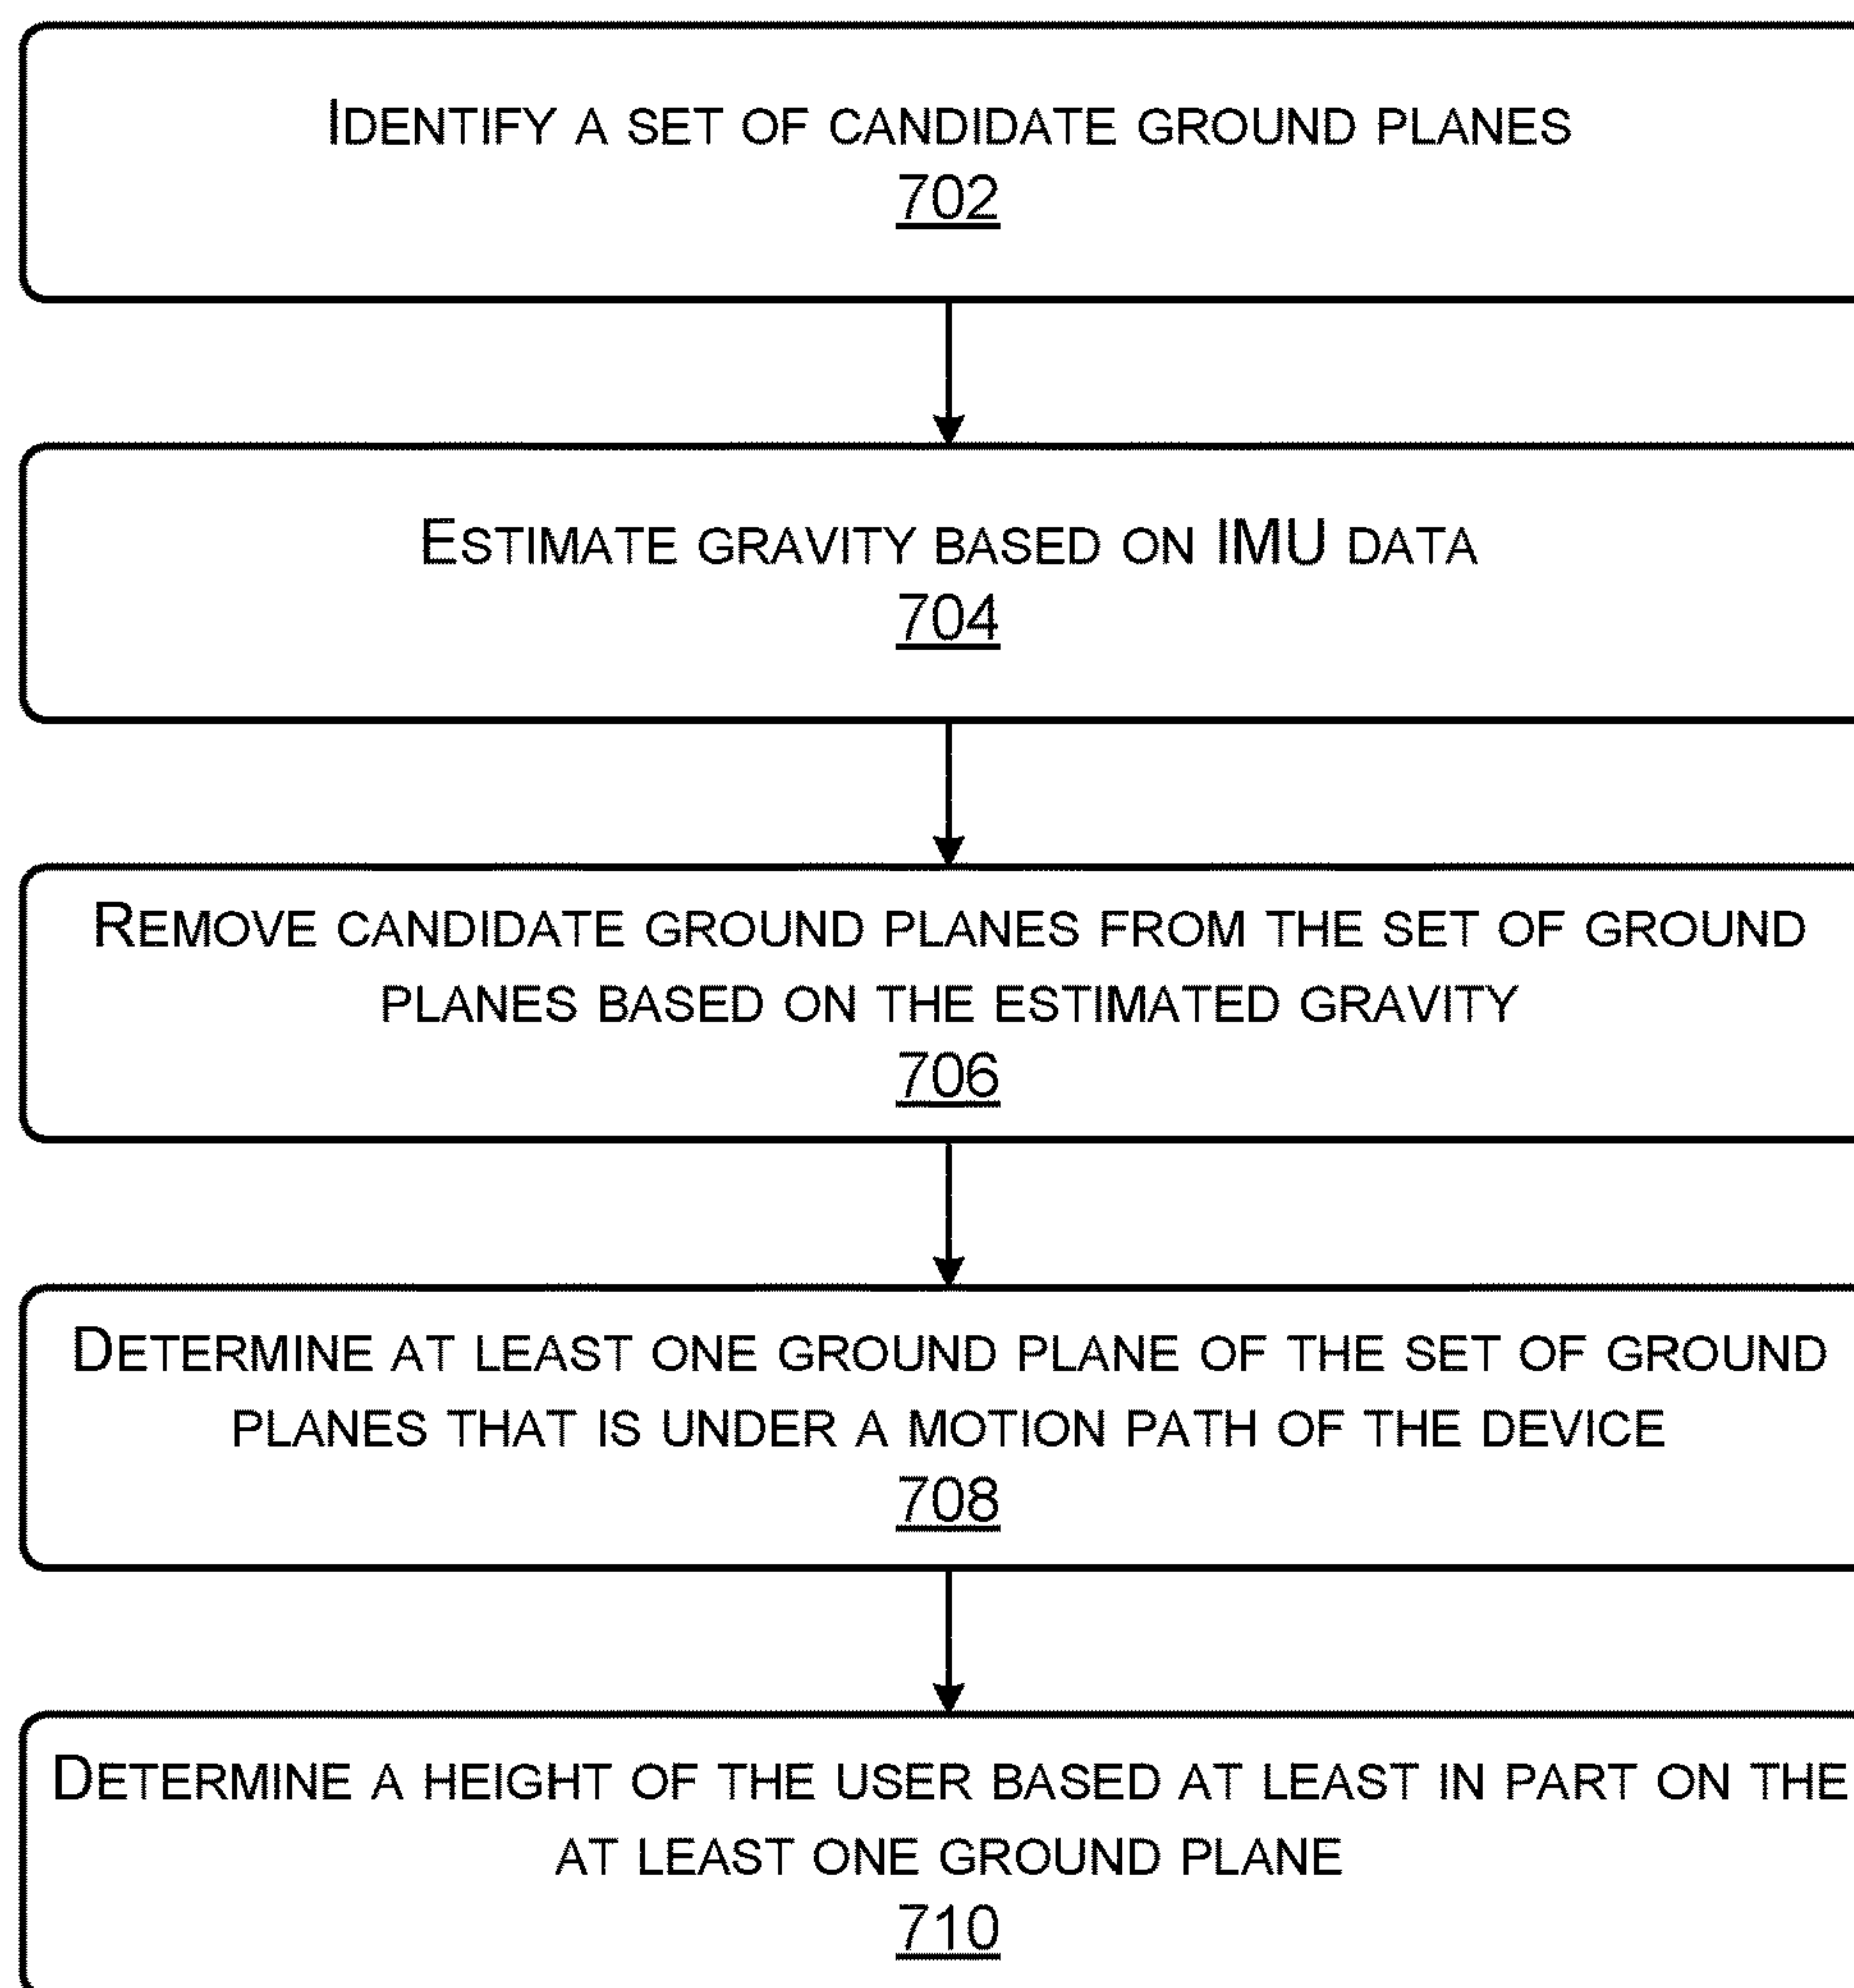 IDENTIFY A SET OF CANDIDATE GROUND PLANES
702
ESTIMATE GRAVITY BASED ON IMU DATA
704
REMOVE CANDIDATE GROUND PLANES FROM THE SET OF GROUND
PLANES BASED ON THE ESTIMATED GRAVITY
706
DETERMINE AT LEAST ONE GROUND PLANE OF THE SET OF GROUND
PLANES THAT IS UNDER A MOTION PATH OF THE DEVICE
708
DETERMINE A HEIGHT OF THE USER BASED AT LEAST IN PART ON THE
AT LEAST ONE GROUND PLANE
710